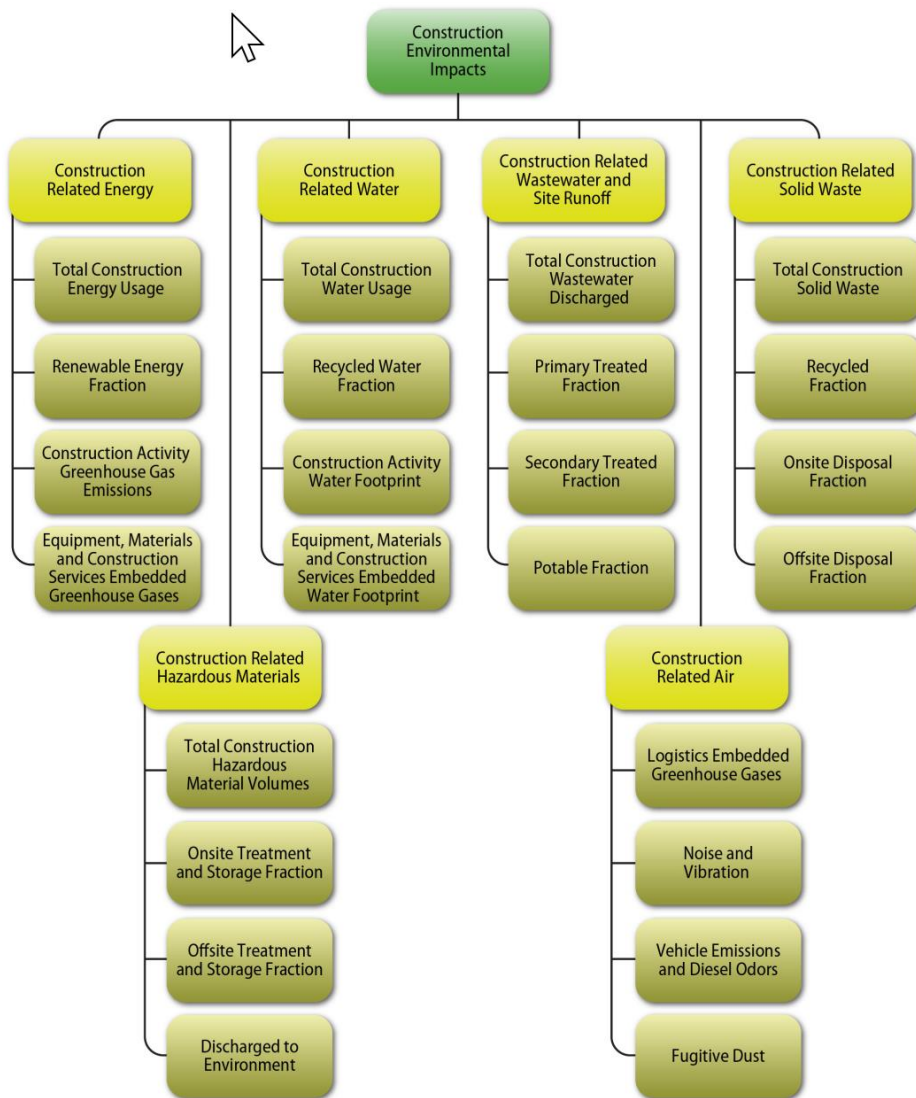 Construction
Environmental
Impacts
Construction
Related Energy
Total Construction
Energy Usage
Renewable Energy
Fraction
Construction Activity
Greenhouse Gas
Emissions
Equipment, Materials
and Construction
Services Embedded
Greenhouse Gases
Construction
Related Water
Total Construction
Water Usage
Recycled Water
Fraction
Construction Activity
Water Footprint
Equipment, Materials
and Construction
Services Embedded
Water Footprint
Construction Related
Wastewater and
Site Runoff
Total Construction
Wastewater
Discharged
Primary Treated
Fraction
Secondary Treated
Fraction
Potable Fraction
Construction Related
Solid Waste
Total Construction
Solid Waste
Recycled
Fraction
Onsite Disposal
Fraction
Offsite Disposal
Fraction
Construction Related
Hazardous Materials
Total Construction
Hazardous
Material Volumes
Onsite Treatment
and Storage Fraction
Offsite Treatment
and Storage Fraction
Discharged to
Environment
Construction
Related Air
Logistics Embedded
Greenhouse Gases
Noise and
Vibration
Vehicle Emissions
and Diesel Odors
Fugitive Dust